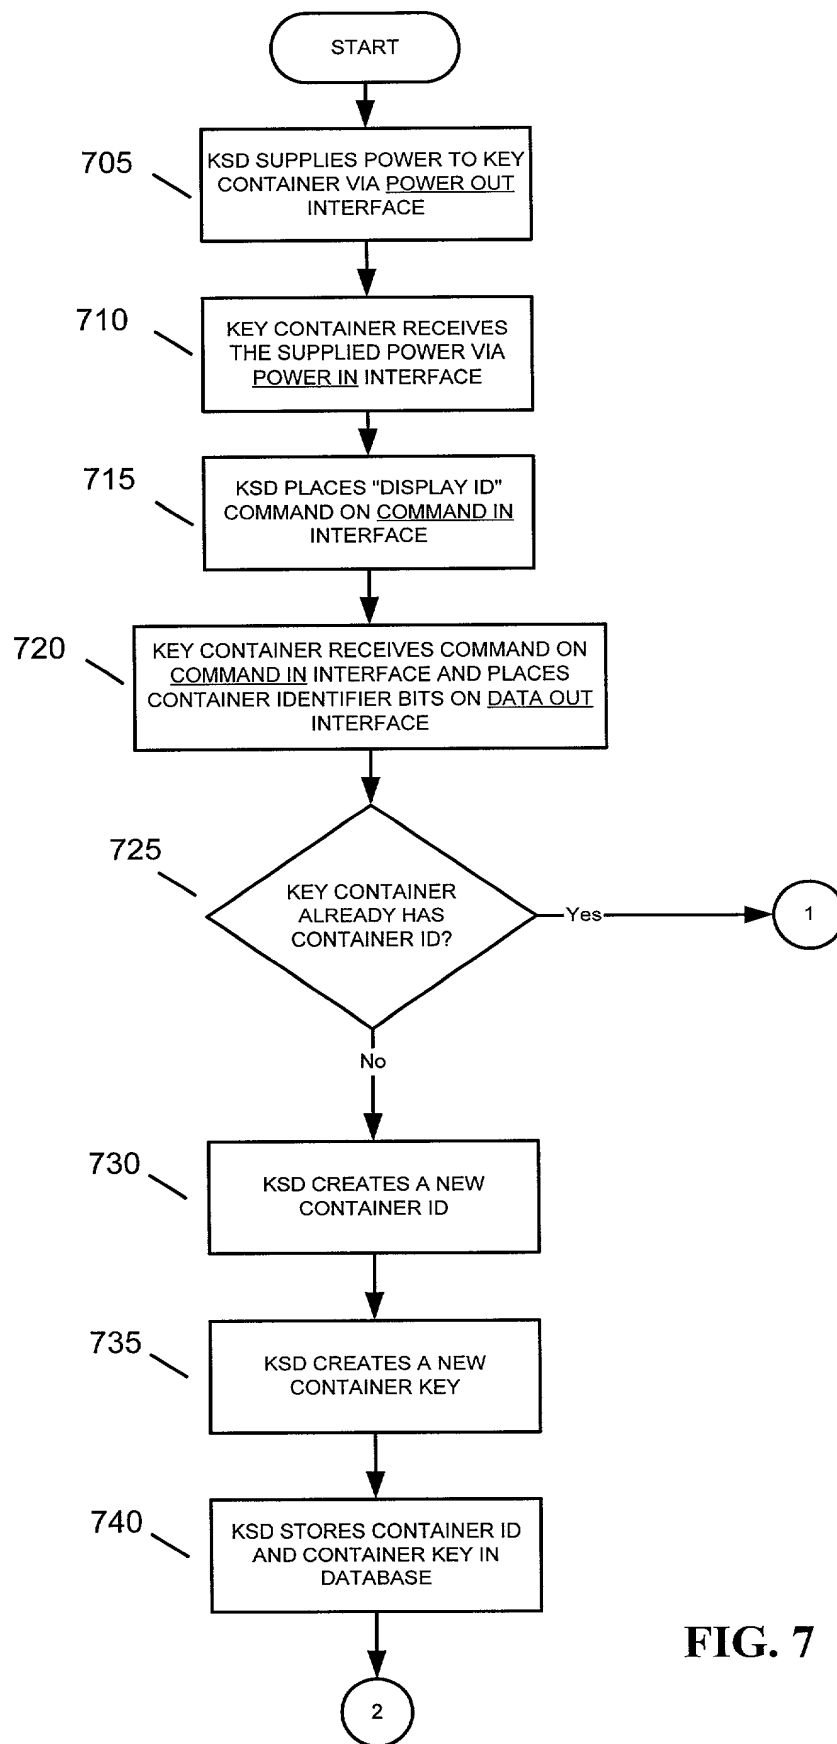 START
705
KSD SUPPLIES POWER TO KEY
CONTAINER VIA POWER OUT
INTERFACE
710
KEY CONTAINER RECEIVES
THE SUPPLIED POWER VIA
POWER IN INTERFACE
715
KSD PLACES "DISPLAY ID"
COMMAND ON COMMAND IN
INTERFACE
720
KEY CONTAINER RECEIVES COMMAND ON
COMMAND IN INTERFACE AND PLACES
CONTAINER IDENTIFIER BITS ON DATA OUT
INTERFACE
725
KEY CONTAINER
ALREADY HAS
CONTAINER ID?
Yes
1
No
730
KSD CREATES A NEW
CONTAINER ID
735
KSD CREATES A NEW
CONTAINER KEY
740
KSD STORES CONTAINER ID
AND CONTAINER KEY IN
DATABASE
FIG. 7
2